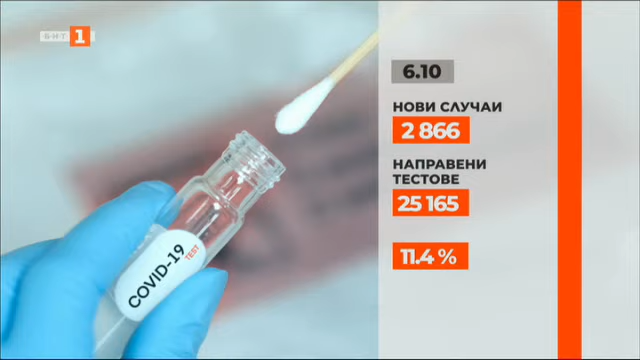 БНТ 1
6.10
НОВИ СЛУЧАИ
2 866
НАПРАВЕНИ
ТЕСТОВЕ
25 165
11.4 %
COVID-19
TEST